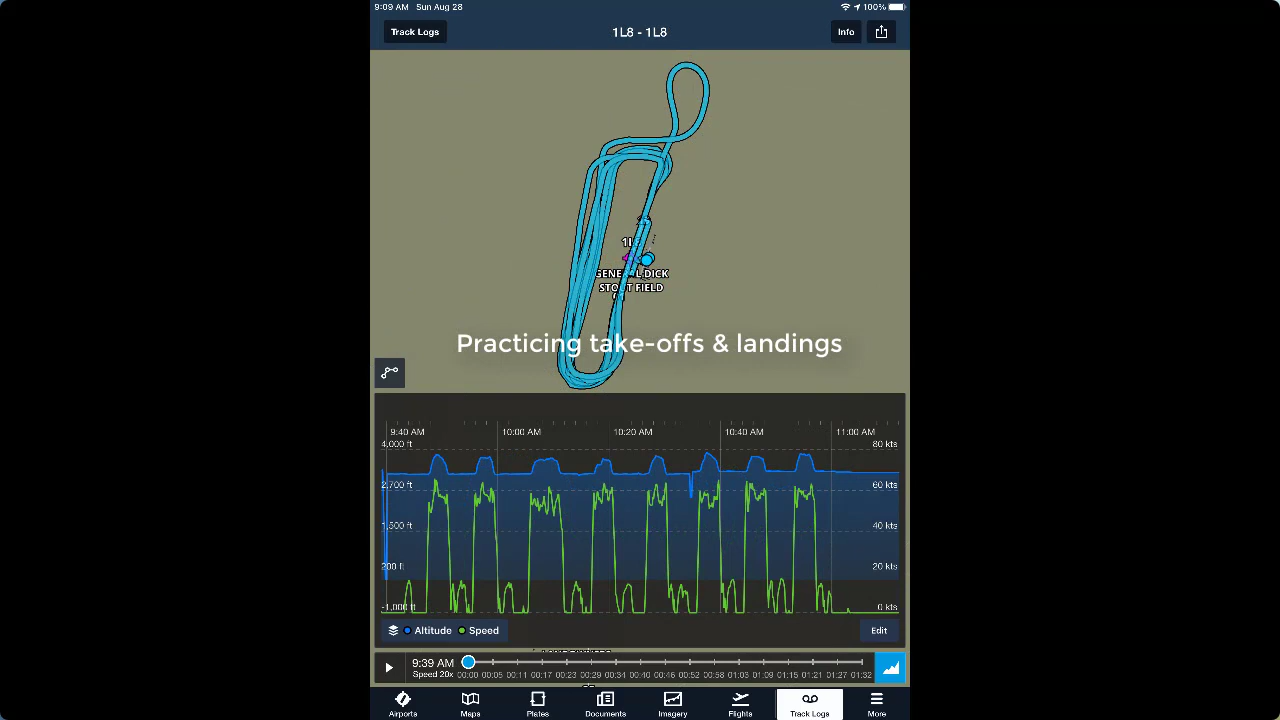 9:09 AM Sun Aug 28 100%
Track Logs 1L8 - 1L8 Info
GENERAL DICK
STOUT FIELD
Practicing take-offs & landings
9:40 AM 10:00 AM 10:20 AM 10:40 AM 11:00 AM
4,000 ft 80 kts
2,700 ft 60 kts
1,500 ft 40 kts
200 ft 20 kts
-1,000 ft 0 kts
Altitude Speed Edit
9:39 AM
Speed 20x 00:00 00:05 00:11 00:17 00:23 00:29 00:34 00:40 00:46 00:52 00:58 01:03 01:09 01:15 01:21 01:27 01:32
Airports Maps Plates Documents Imagery Flights Track Logs More